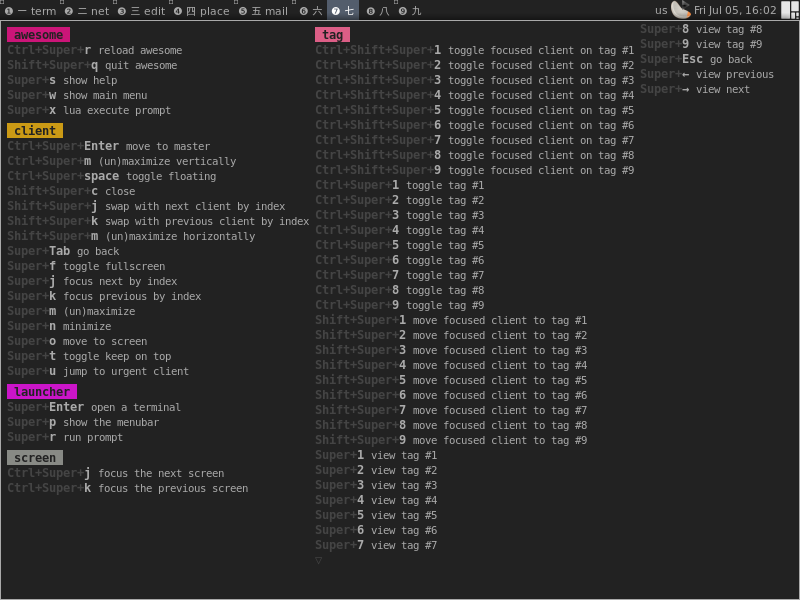 ❶ 一 term ❷ 二 net ❸ 三 edit ❹ 四 place ❺ 五 mail ❻ 六 ❼ 七 ❽ 八 ❾ 九 us Fri Jul 05, 16:02
awesome
Ctrl+Super+r reload awesome
Shift+Super+q quit awesome
Super+s show help
Super+w show main menu
Super+x lua execute prompt
client
Ctrl+Super+Enter move to master
Ctrl+Super+m (un)maximize vertically
Ctrl+Super+space toggle floating
Shift+Super+c close
Shift+Super+j swap with next client by index
Shift+Super+k swap with previous client by index
Shift+Super+m (un)maximize horizontally
Super+Tab go back
Super+f toggle fullscreen
Super+j focus next by index
Super+k focus previous by index
Super+m (un)maximize
Super+n minimize
Super+o move to screen
Super+t toggle keep on top
Super+u jump to urgent client
launcher
Super+Enter open a terminal
Super+p show the menubar
Super+r run prompt
screen
Ctrl+Super+j focus the next screen
Ctrl+Super+k focus the previous screen
tag
Ctrl+Shift+Super+1 toggle focused client on tag #1
Ctrl+Shift+Super+2 toggle focused client on tag #2
Ctrl+Shift+Super+3 toggle focused client on tag #3
Ctrl+Shift+Super+4 toggle focused client on tag #4
Ctrl+Shift+Super+5 toggle focused client on tag #5
Ctrl+Shift+Super+6 toggle focused client on tag #6
Ctrl+Shift+Super+7 toggle focused client on tag #7
Ctrl+Shift+Super+8 toggle focused client on tag #8
Ctrl+Shift+Super+9 toggle focused client on tag #9
Ctrl+Super+1 toggle tag #1
Ctrl+Super+2 toggle tag #2
Ctrl+Super+3 toggle tag #3
Ctrl+Super+4 toggle tag #4
Ctrl+Super+5 toggle tag #5
Ctrl+Super+6 toggle tag #6
Ctrl+Super+7 toggle tag #7
Ctrl+Super+8 toggle tag #8
Ctrl+Super+9 toggle tag #9
Shift+Super+1 move focused client to tag #1
Shift+Super+2 move focused client to tag #2
Shift+Super+3 move focused client to tag #3
Shift+Super+4 move focused client to tag #4
Shift+Super+5 move focused client to tag #5
Shift+Super+6 move focused client to tag #6
Shift+Super+7 move focused client to tag #7
Shift+Super+8 move focused client to tag #8
Shift+Super+9 move focused client to tag #9
Super+1 view tag #1
Super+2 view tag #2
Super+3 view tag #3
Super+4 view tag #4
Super+5 view tag #5
Super+6 view tag #6
Super+7 view tag #7
▽
Super+8 view tag #8
Super+9 view tag #9
Super+Esc go back
Super+← view previous
Super+→ view next